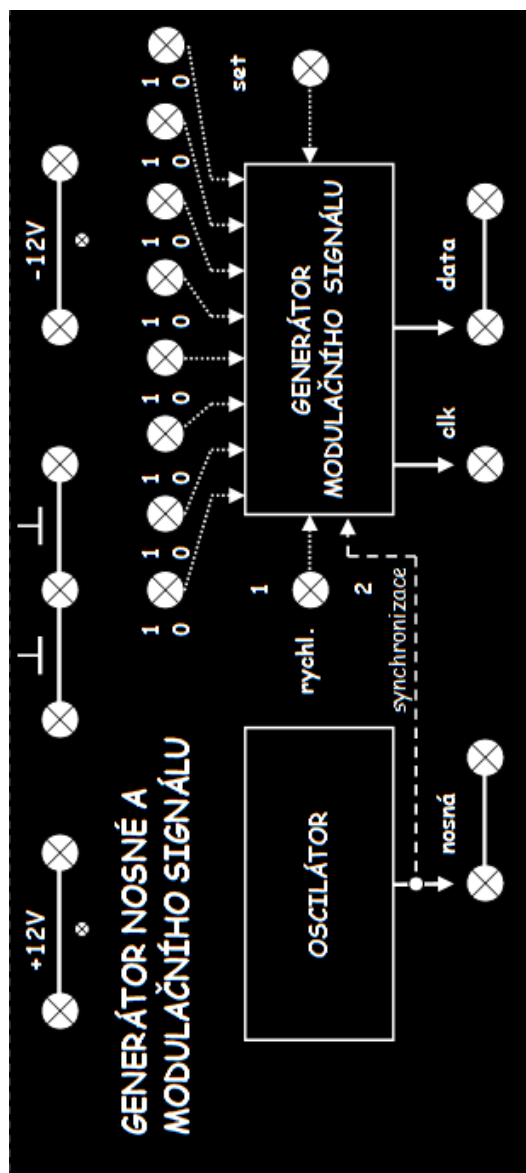 +12V
-12V
GENERÁTOR NOSNÉ A
MODULAČNÍHO SIGNÁLU
1 1 1 1 1 1 1 1
0 0 0 0 0 0 0 0
set
rychl.
1
2
OSCILÁTOR
GENERÁTOR
MODULAČNÍHO SIGNÁLU
synchronizace
nosná
clk
data